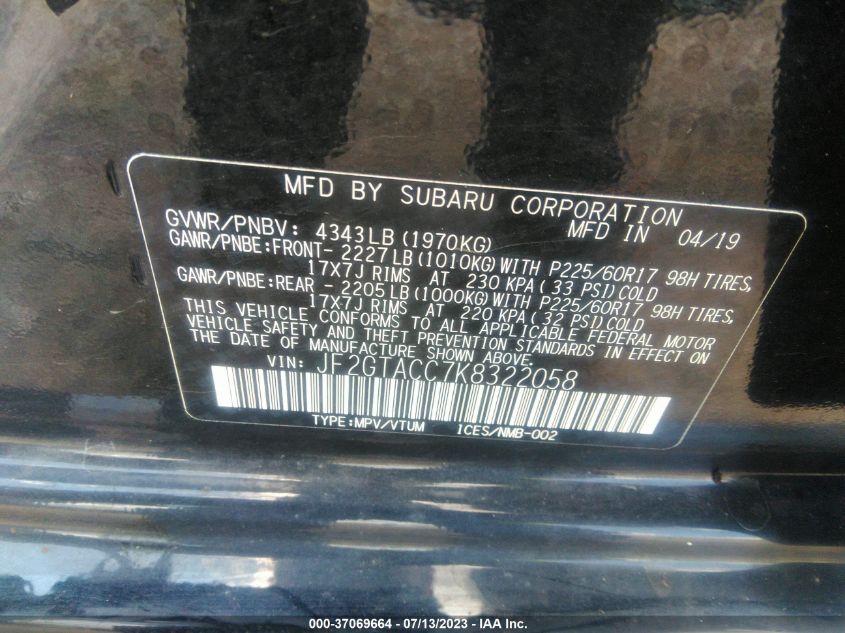 MFD BY SUBARU CORPORATION
GVWR/PNBV: 4343LB(1970KG) MFD IN 04/19
GAWR/PNBE:FRONT- 2227LB(1010KG)WITH P225/60R17 98H TIRES,
17X7J RIMS AT 230 KPA(33 PSI)COLD
GAWR/PNBE:REAR - 2205LB(1000KG)WITH P225/60R17 98H TIRES,
17X7J RIMS AT 220 KPA(32 PSI)COLD
THIS VEHICLE CONFORMS TO ALL APPLICABLE FEDERAL MOTOR
VEHICLE SAFETY AND THEFT PREVENTION STANDARDS IN EFFECT ON
THE DATE OF MANUFACTURE SHOWN ABOVE.
VIN: JF2GTACC7K8322058
TYPE:MPV/VTUM ICES/NMB-002
000-37069664 - 07/13/2023 - IAA Inc.